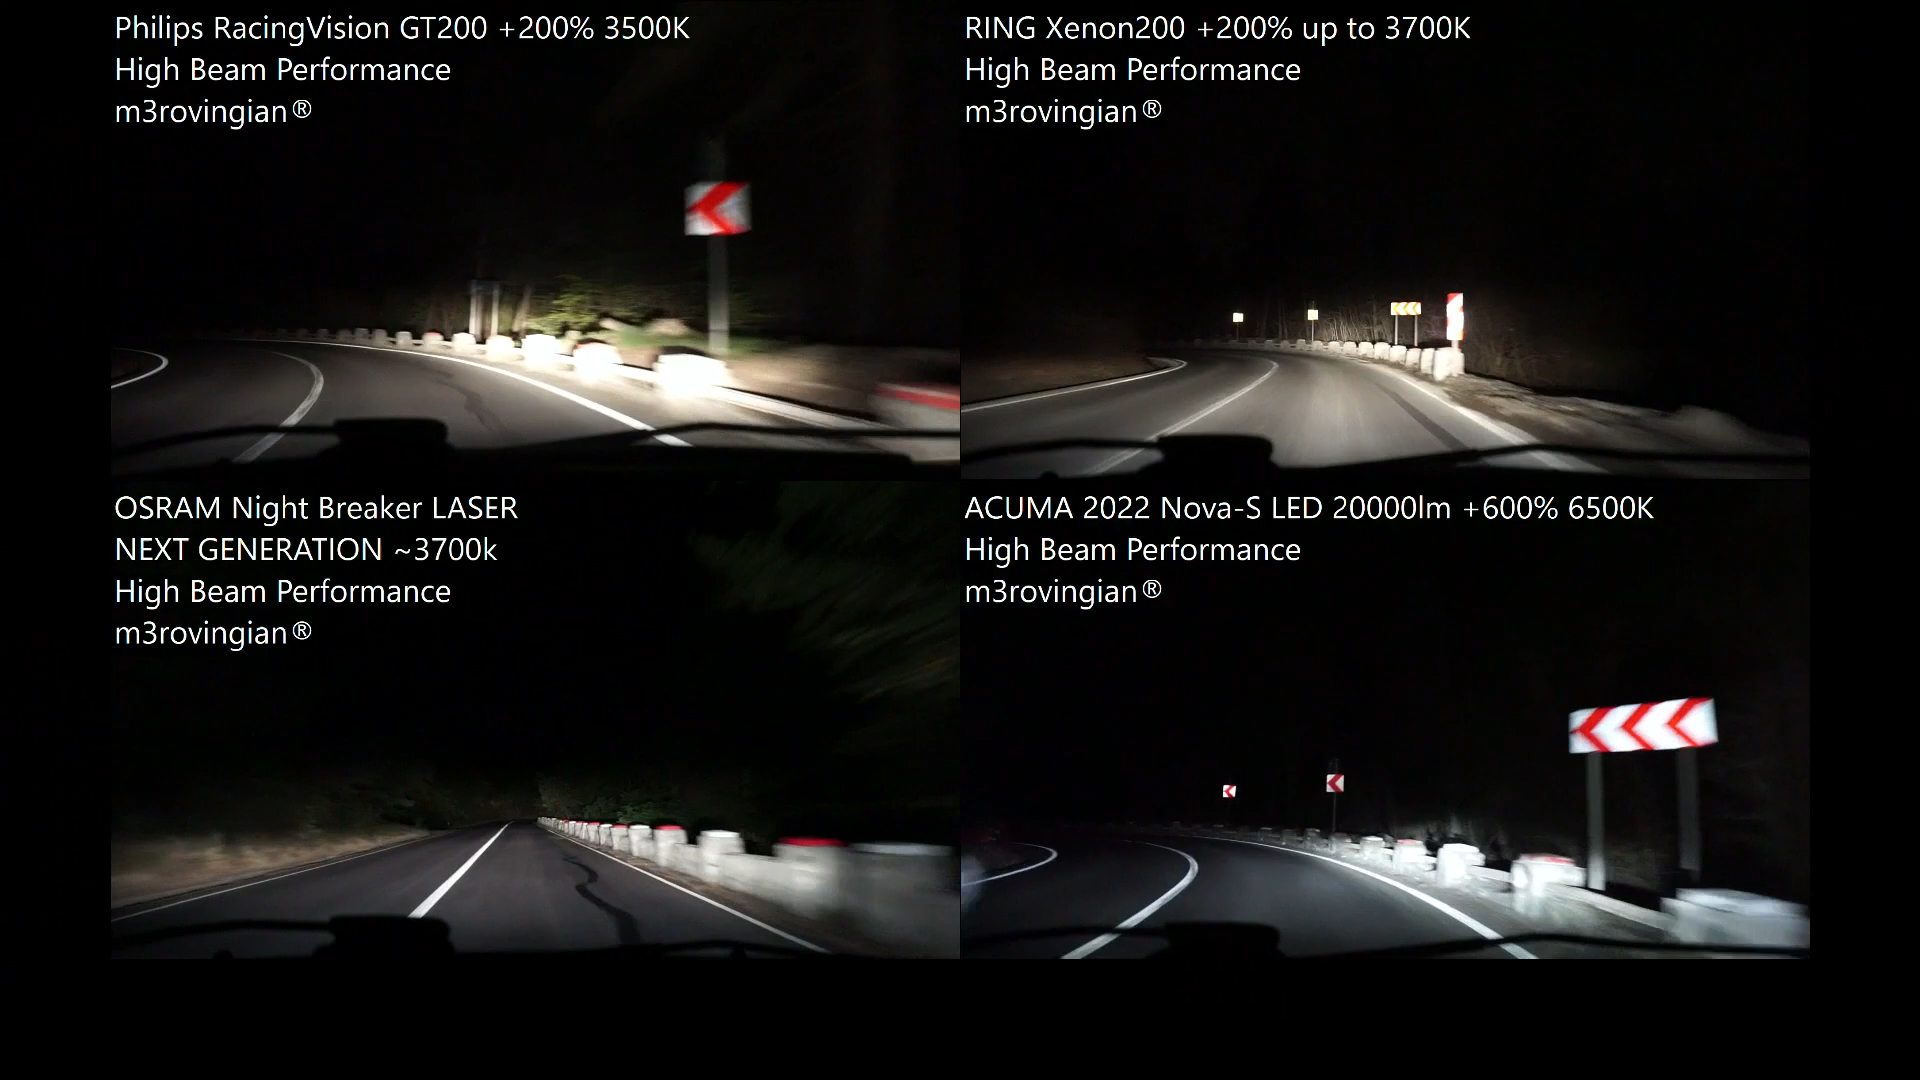 Philips RacingVision GT200 +200% 3500K
High Beam Performance
m3rovingian®
RING Xenon200 +200% up to 3700K
High Beam Performance
m3rovingian®
OSRAM Night Breaker LASER
NEXT GENERATION ~3700k
High Beam Performance
m3rovingian®
ACUMA 2022 Nova-S LED 20000lm +600% 6500K
High Beam Performance
m3rovingian®